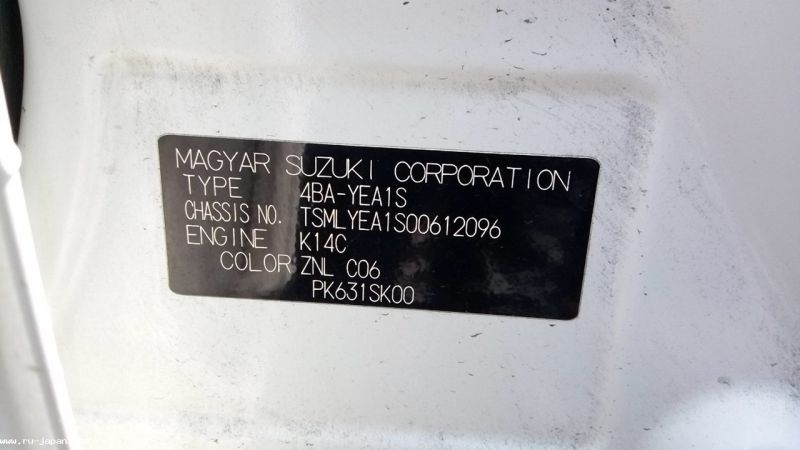 MAGYAR SUZUKI CORPORATION
TYPE 4BA-YEA1S
CHASSIS NO. TSMLYEA1S00612096
ENGINE K14C
COLOR ZNL C06
PK631SK00